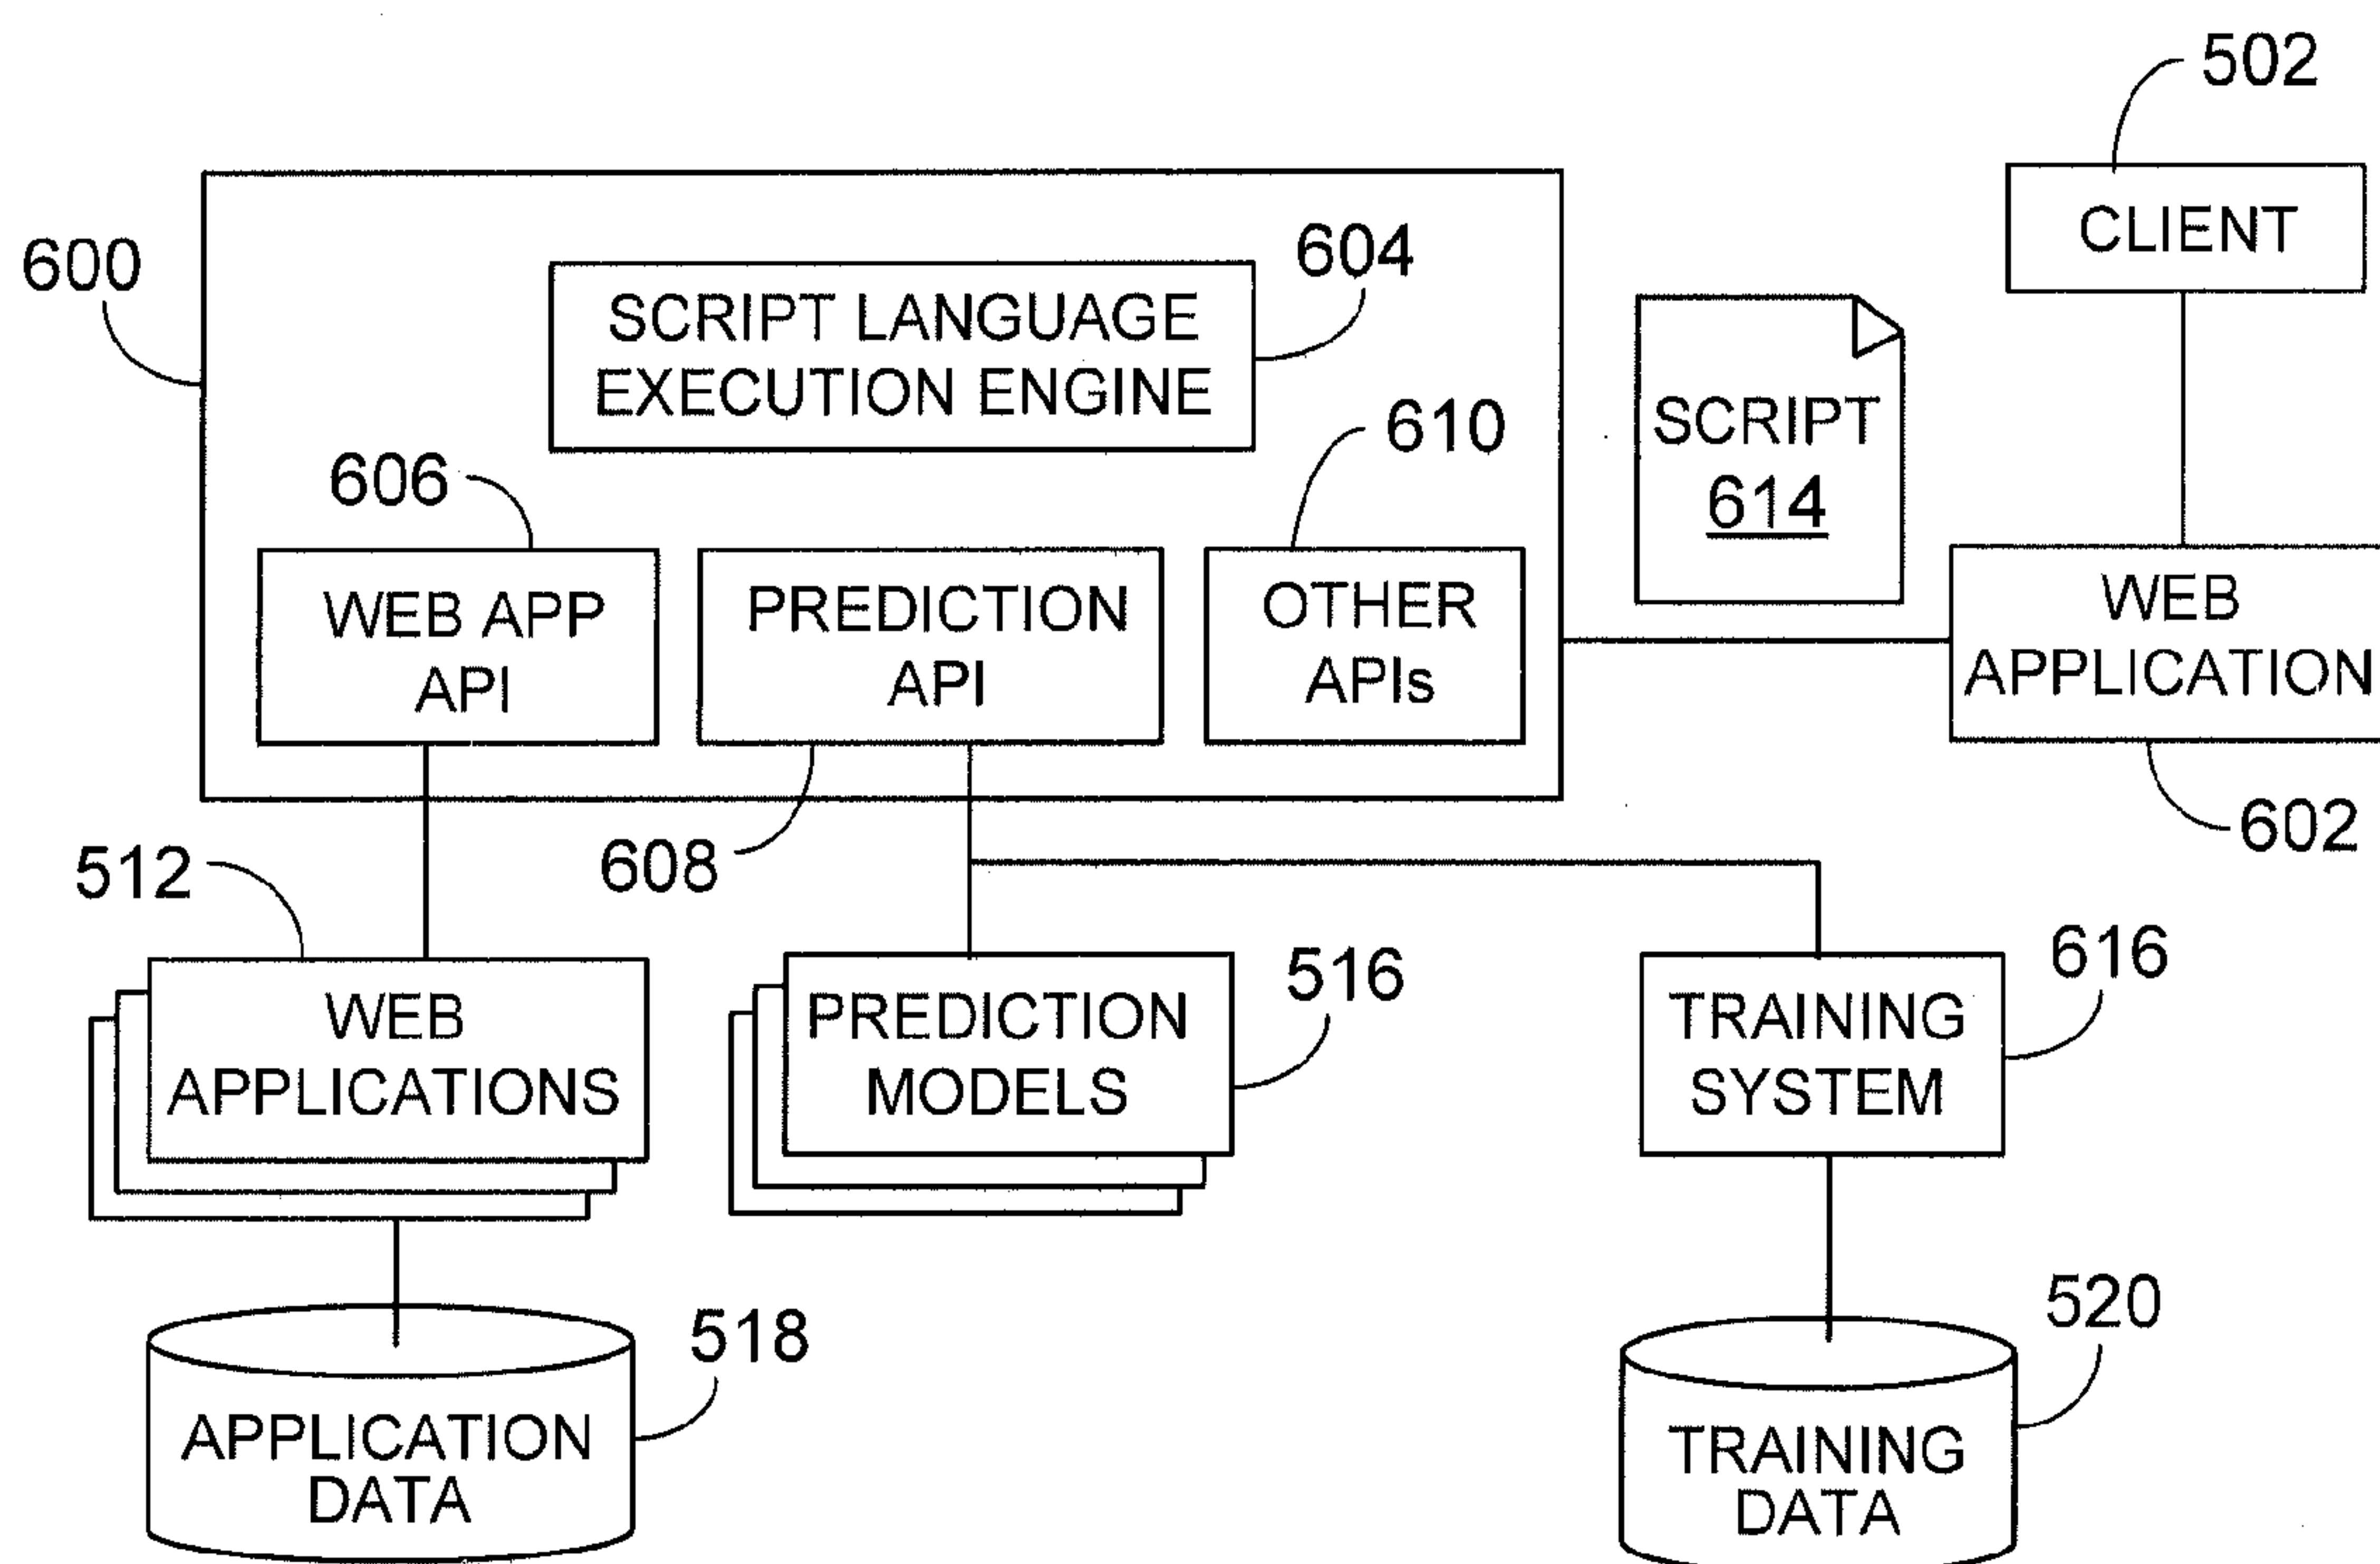 502
CLIENT
600
604
SCRIPT LANGUAGE
EXECUTION ENGINE
610
SCRIPT
614
606
WEB APP
API
PREDICTION
API
OTHER
APIs
WEB
APPLICATION
602
608
512
WEB
APPLICATIONS
PREDICTION
MODELS
516
TRAINING
SYSTEM
616
518
APPLICATION
DATA
520
TRAINING
DATA